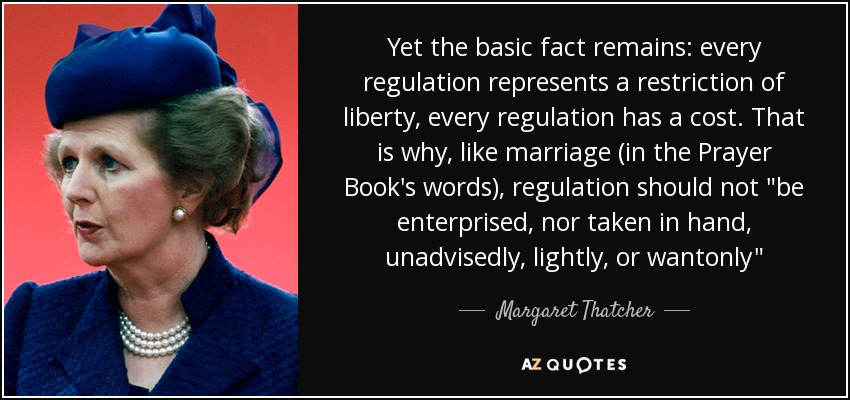 Yet the basic fact remains: every
regulation represents a restriction of
liberty, every regulation has a cost. That
is why, like marriage (in the Prayer
Book's words), regulation should not "be
enterprised, nor taken in hand,
unadvisedly, lightly, or wantonly"
Margaret Thatcher
AZ QUOTES